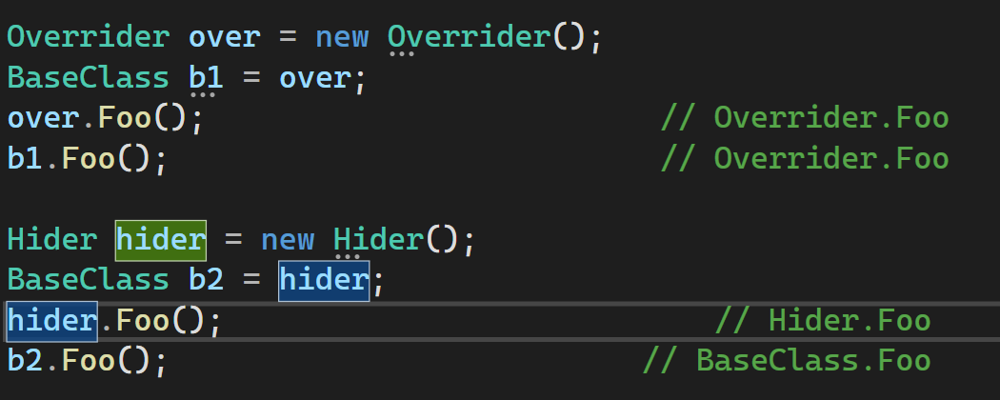 Overrider over = new Overrider();
BaseClass b1 = over;
over.Foo();                         // Overrider.Foo
b1.Foo();                           // Overrider.Foo
Hider hider = new Hider();
BaseClass b2 = hider;
hider.Foo();                           // Hider.Foo
b2.Foo();                          // BaseClass.Foo